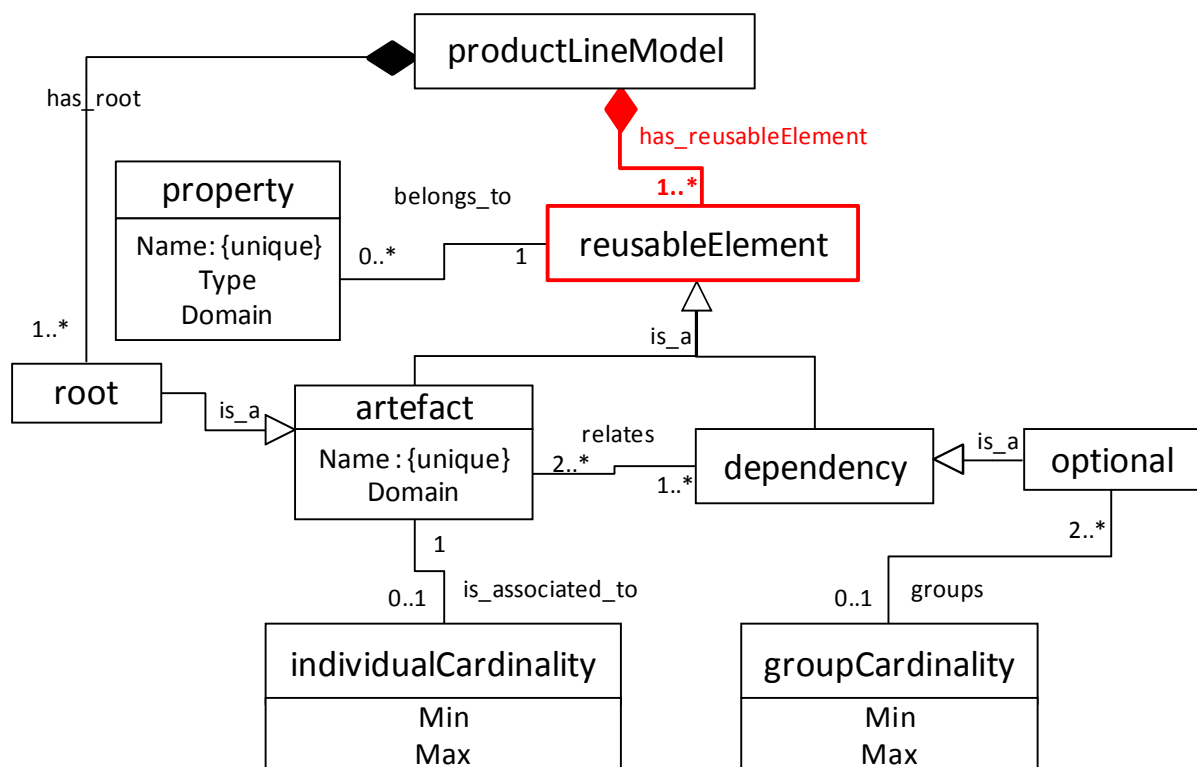 productLineModel
has_root
has_reusableElement
1..*
property
Name: {unique}
Type
Domain
belongs_to
0..*
1
reusableElement
1..*
is_a
root
is_a
artefact
Name : {unique}
Domain
relates
2..*
1..*
dependency
is_a
optional
1
0..1
is_associated_to
2..*
0..1
groups
individualCardinality
Min
Max
groupCardinality
Min
Max